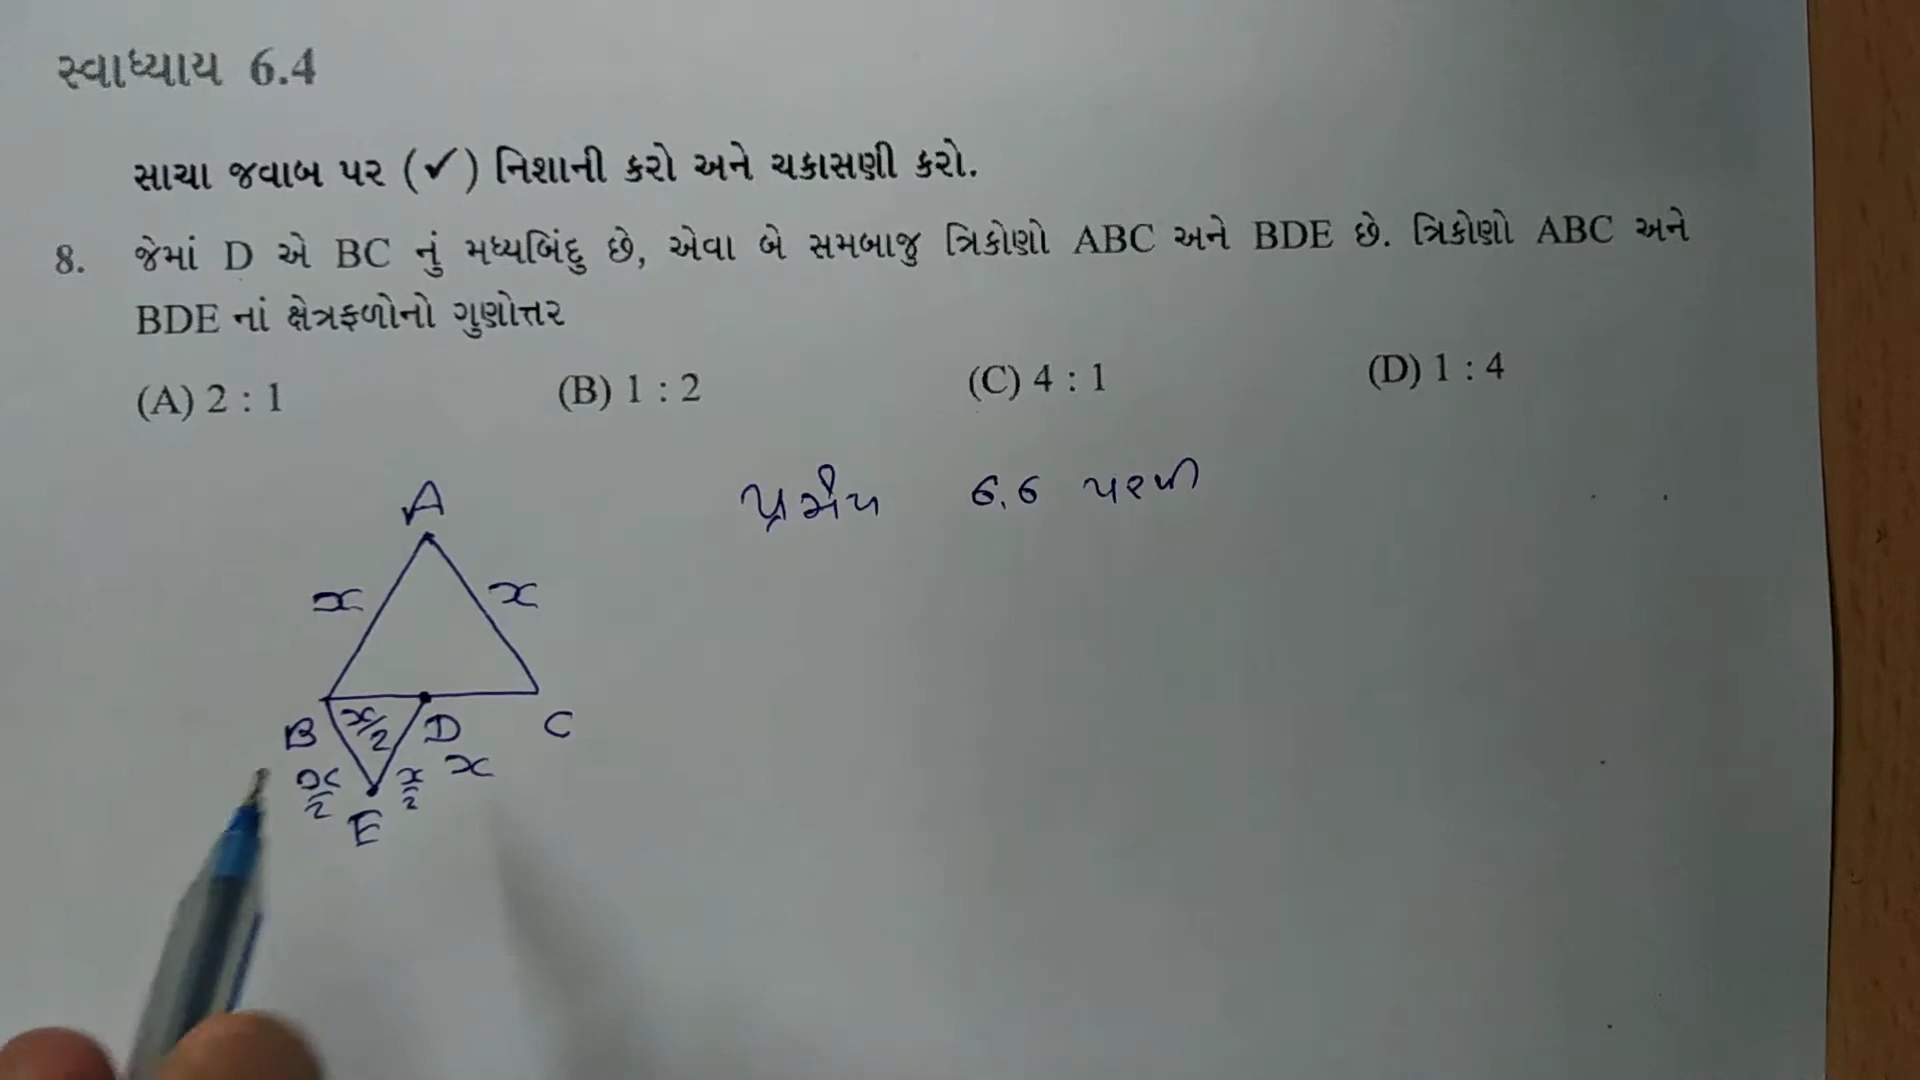 સ્વાધ્યાય 6.4
સાચા જવાબ પર (✓) નિશાની કરો અને ચકાસણી કરો.
8. જેમાં D એ BC નું મધ્યબિંદુ છે, એવા બે સમબાજુ ત્રિકોણો ABC અને BDE છે. ત્રિકોણો ABC અને
BDE નાં ક્ષેત્રફળોનો ગુણોત્તર
(A) 2 : 1 (B) 1 : 2 (C) 4 : 1 (D) 1 : 4
પ્રમેય 6.6 પરથી
A
x x
B x/2 D C
x/2 x/2 x
E